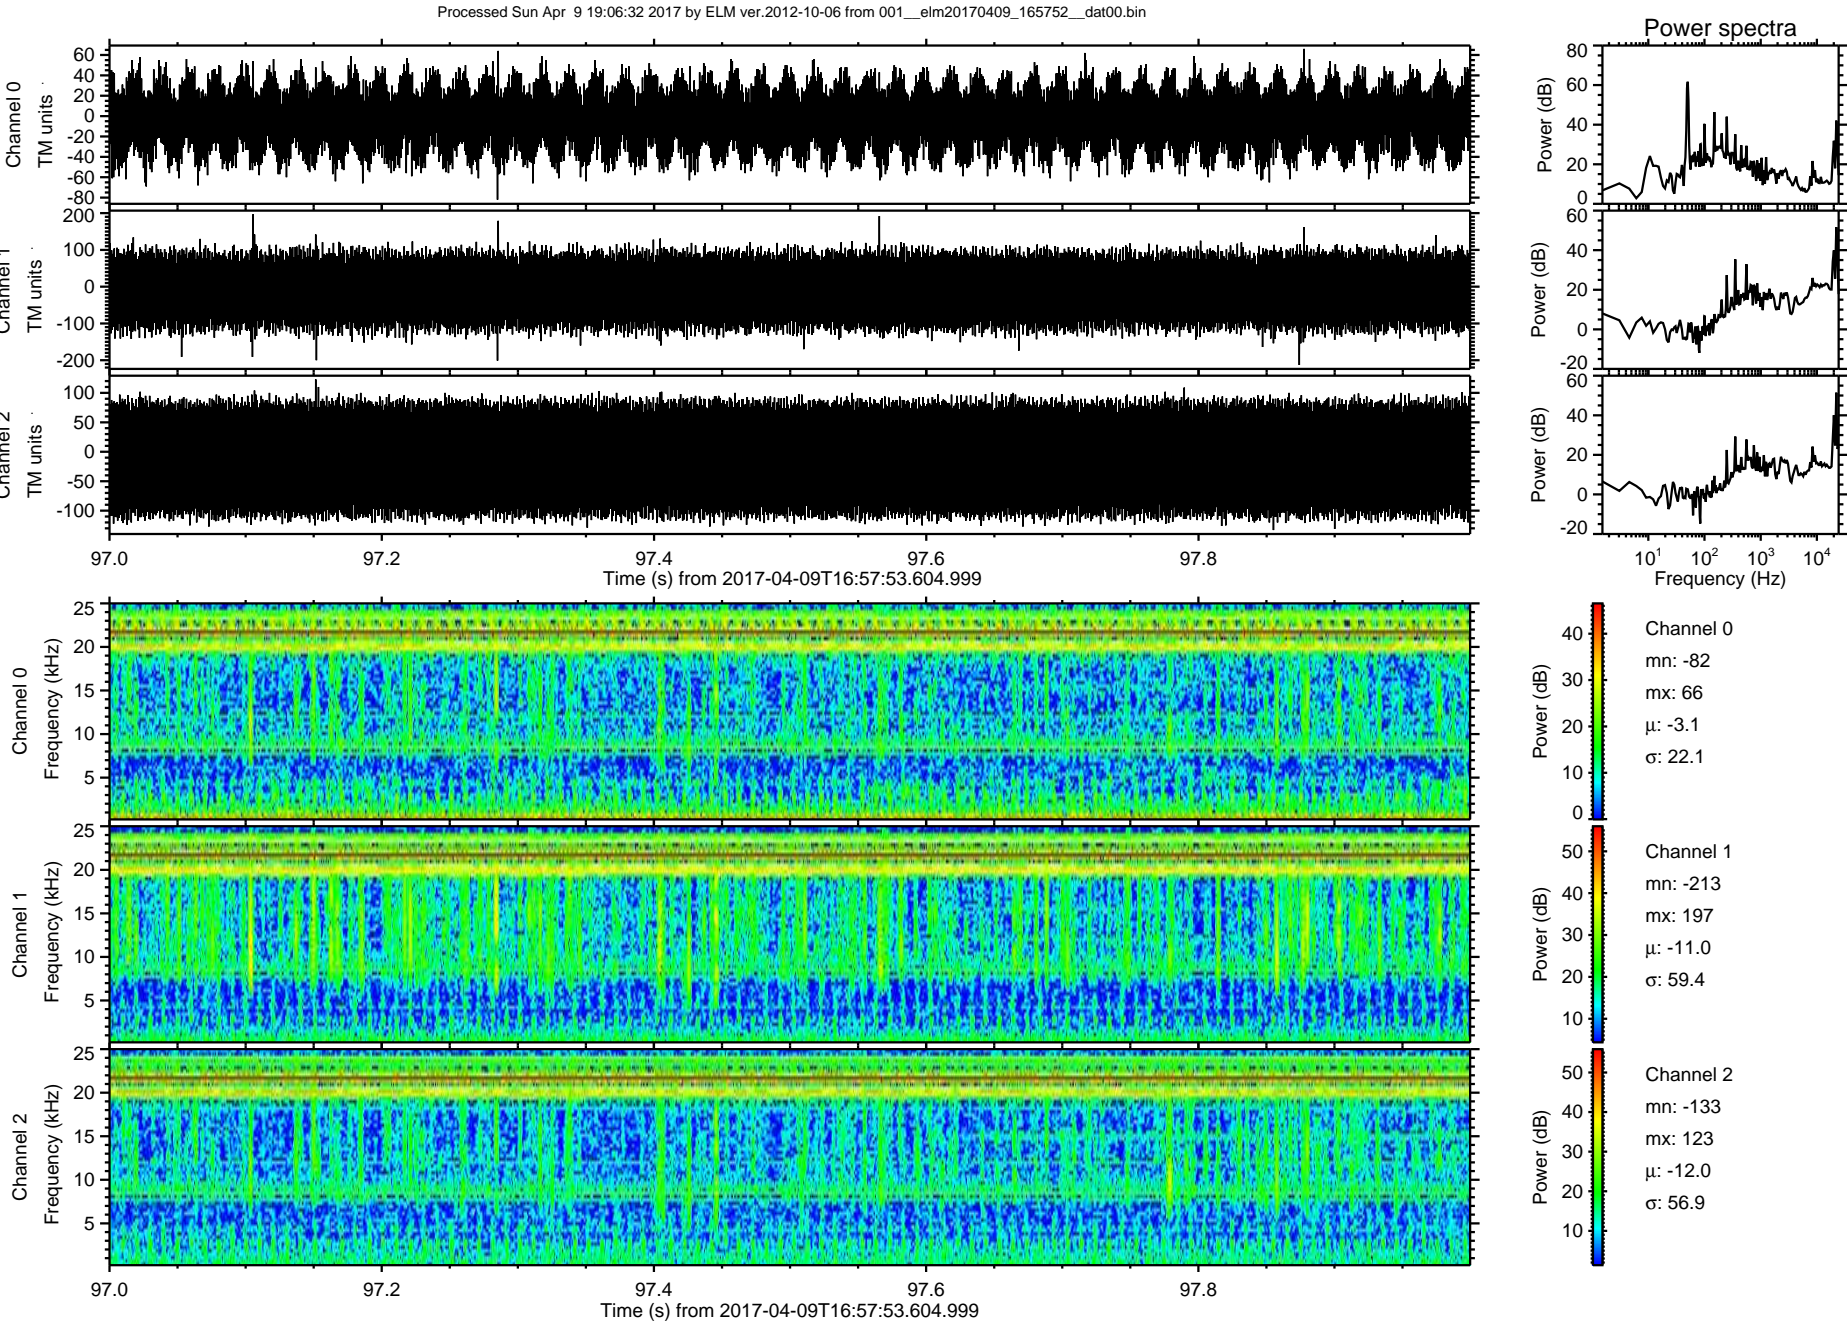 Processed Sun Apr 9 19:06:32 2017 by ELM ver.2012-10-06 from 001__elm20170409_165752__dat00.bin
Power spectra
Channel 0
TM units
60
40
20
0
-20
-40
-60
-80
Power (dB)
80
60
40
20
0
Channel 1
TM units
200
100
0
-100
-200
Power (dB)
60
40
20
0
-20
Channel 2
TM units
100
50
0
-50
-100
Power (dB)
60
40
20
0
-20
97.0 97.2 97.4 97.6 97.8
Time (s) from 2017-04-09T16:57:53.604.999
10¹ 10² 10³ 10⁴
Frequency (Hz)
Channel 0
Frequency (kHz)
25
20
15
10
5
Power (dB)
40
30
20
10
0
Channel 0
mn: -82
mx: 66
μ: -3.1
σ: 22.1
Channel 1
Frequency (kHz)
25
20
15
10
5
Power (dB)
50
40
30
20
10
Channel 1
mn: -213
mx: 197
μ: -11.0
σ: 59.4
Channel 2
Frequency (kHz)
25
20
15
10
5
Power (dB)
50
40
30
20
10
Channel 2
mn: -133
mx: 123
μ: -12.0
σ: 56.9
97.0 97.2 97.4 97.6 97.8
Time (s) from 2017-04-09T16:57:53.604.999